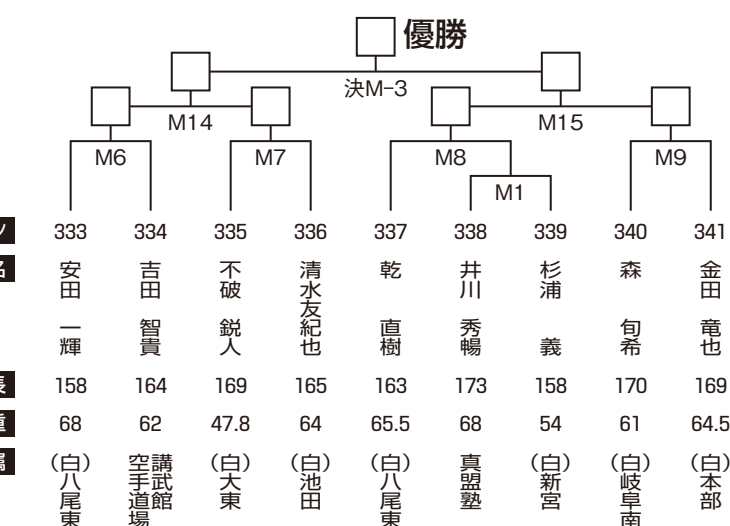 優勝
決M-3
M14 M15
M6 M7 M8 M9
M1
333 334 335 336 337 338 339 340 341
名 安田 一輝 吉田 智貴 不破 鋭人 清水友紀也 乾 直樹 井川 秀暢 杉浦 義 森 旬希 金田 竜也
長 158 164 169 165 163 173 158 170 169
重 68 62 47.8 64 65.5 68 54 61 64.5
属 (白)八尾東 講武館空手道場 (白)大東 (白)池田 (白)八尾東 真盟塾 (白)新宮 (白)岐阜南 (白)本部